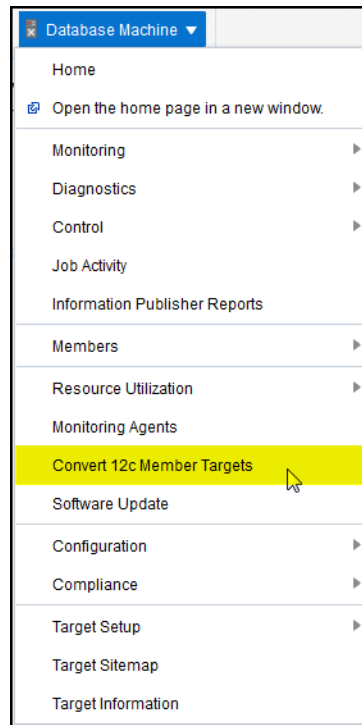 Database Machine
Home
Open the home page in a new window.
Monitoring
Diagnostics
Control
Job Activity
Information Publisher Reports
Members
Resource Utilization
Monitoring Agents
Convert 12c Member Targets
Software Update
Configuration
Compliance
Target Setup
Target Sitemap
Target Information